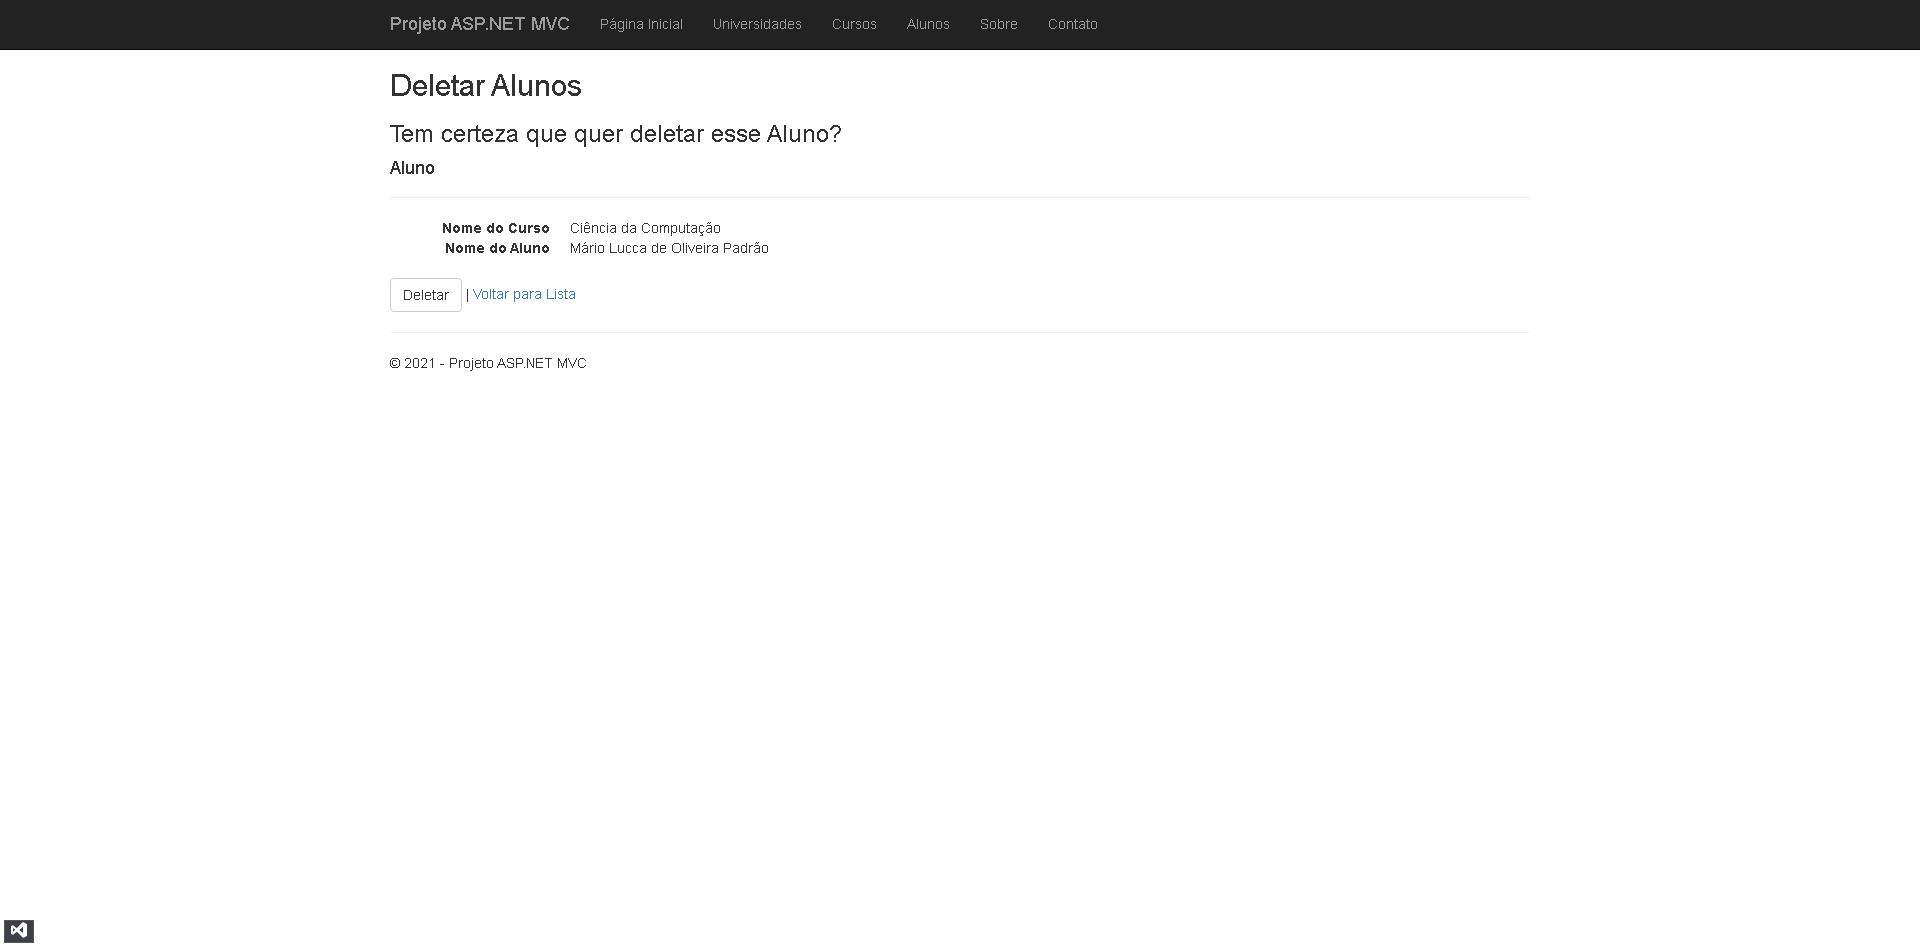 Projeto ASP.NET MVC Página Inicial Universidades Cursos Alunos Sobre Contato
Deletar Alunos
Tem certeza que quer deletar esse Aluno?
Aluno
Nome do Curso Ciência da Computação
Nome do Aluno Mário Lucca de Oliveira Padrão
Deletar | Voltar para Lista
© 2021 - Projeto ASP.NET MVC